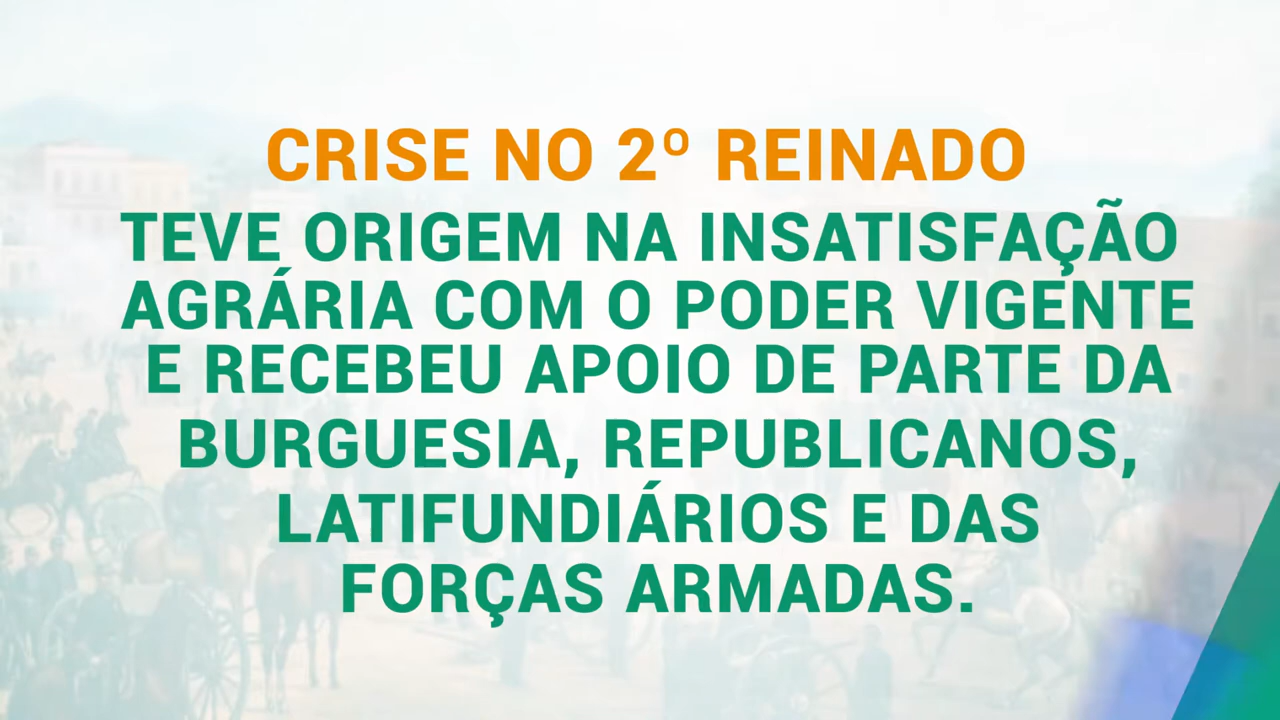 CRISE NO 2º REINADO
TEVE ORIGEM NA INSATISFAÇÃO
AGRÁRIA COM O PODER VIGENTE
E RECEBEU APOIO DE PARTE DA
BURGUESIA, REPUBLICANOS,
LATIFUNDIÁRIOS E DAS
FORÇAS ARMADAS.